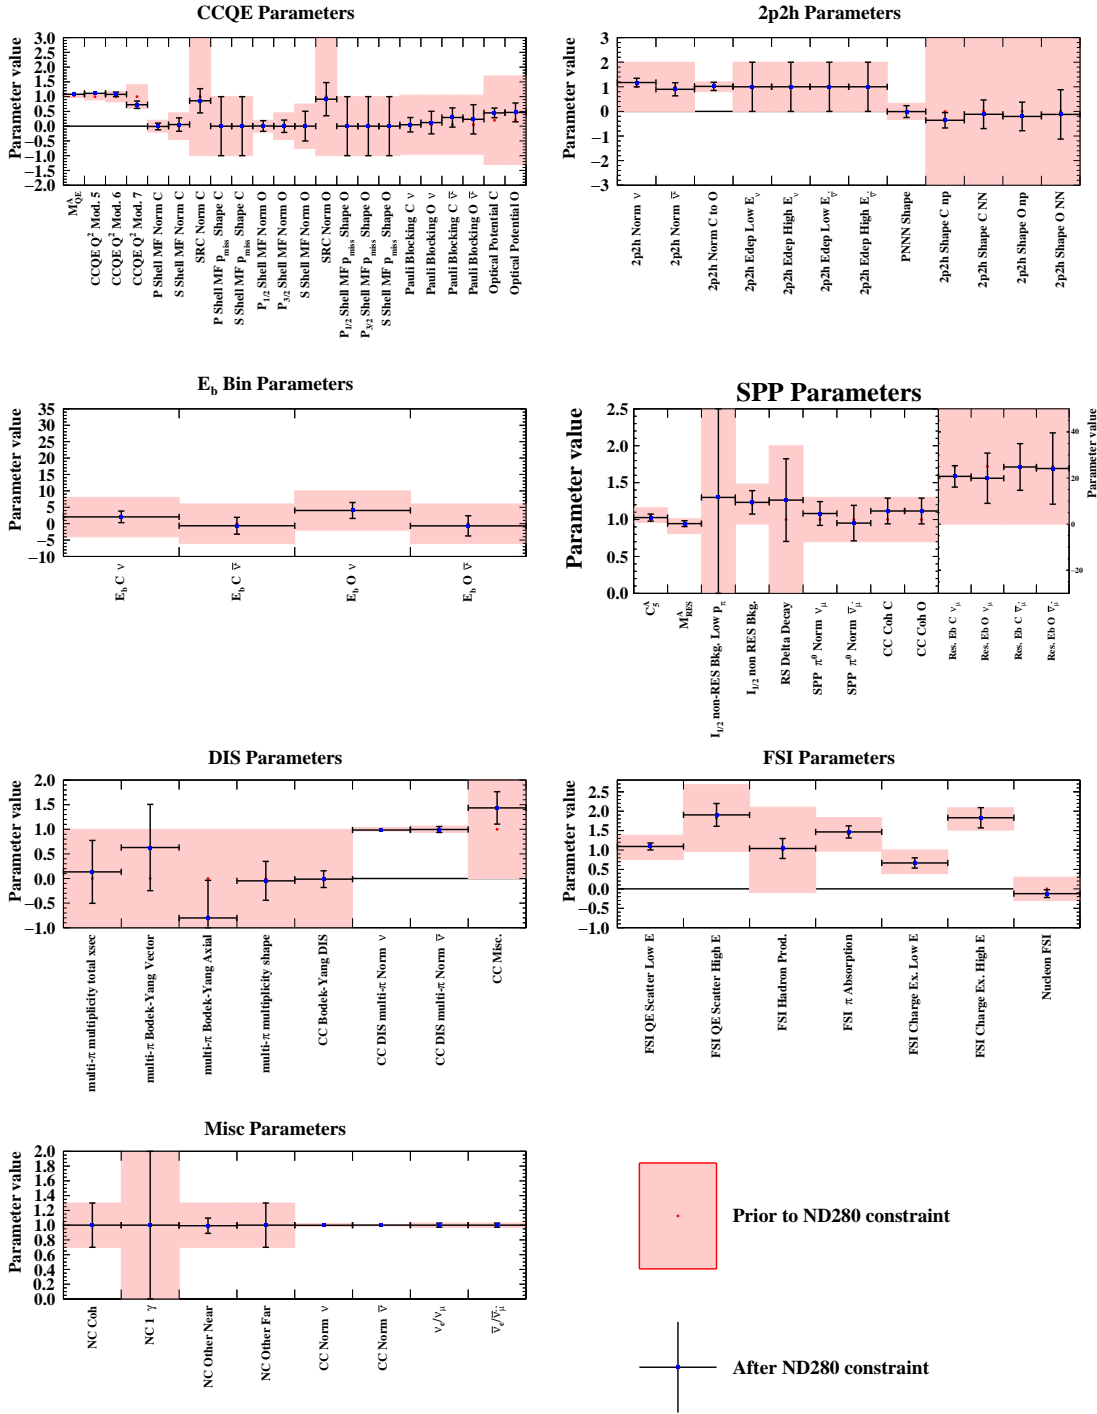 CCQE Parameters
Parameter value
3.0
2.5
2.0
1.5
1.0
0.5
0.0
−0.5
−1.0
−1.5
−2.0
M^A_QE
CCQE Q² Mod. 5
CCQE Q² Mod. 6
CCQE Q² Mod. 7
P Shell MF Norm C
S Shell MF Norm C
SRC Norm C
P Shell MF p_miss Shape C
S Shell MF p_miss Shape C
P_1/2 Shell MF Norm O
P_3/2 Shell MF Norm O
S Shell MF Norm O
SRC Norm O
P_1/2 Shell MF p_miss Shape O
P_3/2 Shell MF p_miss Shape O
S Shell MF p_miss Shape O
Pauli Blocking C ν
Pauli Blocking O ν
Pauli Blocking C ν̅
Pauli Blocking O ν̅
Optical Potential C
Optical Potential O
2p2h Parameters
Parameter value
3
2
1
0
−1
−2
−3
2p2h Norm ν
2p2h Norm ν̅
2p2h Norm C to O
2p2h Edep Low E_ν
2p2h Edep High E_ν
2p2h Edep Low E_ν̅
2p2h Edep High E_ν̅
PNNN Shape
2p2h Shape C np
2p2h Shape C NN
2p2h Shape O np
2p2h Shape O NN
E_b Bin Parameters
Parameter value
35
30
25
20
15
10
5
0
−5
−10
E_b C ν
E_b C ν̅
E_b O ν
E_b O ν̅
SPP Parameters
Parameter value
2.5
2.0
1.5
1.0
0.5
0.0
C^A_5
M^A_RES
I_1/2 non-RES Bkg. Low p_π
I_1/2 non RES Bkg.
RS Delta Decay
SPP π⁰ Norm ν_μ
SPP π⁰ Norm ν̅_μ
CC Coh C
CC Coh O
Res. Eb C ν_μ
Res. Eb O ν_μ
Res. Eb C ν̅_μ
Res. Eb O ν̅_μ
40
20
0
−20
Parameter value
DIS Parameters
Parameter value
2.0
1.5
1.0
0.5
0.0
−0.5
−1.0
multi-π multiplicity total xsec
multi-π Bodek-Yang Vector
multi-π Bodek-Yang Axial
multi-π multiplicity shape
CC Bodek-Yang DIS
CC DIS multi-π Norm ν
CC DIS multi-π Norm ν̅
CC Misc.
FSI Parameters
Parameter value
2.5
2.0
1.5
1.0
0.5
0.0
−0.5
−1.0
FSI QE Scatter Low E
FSI QE Scatter High E
FSI Hadron Prod.
FSI π Absorption
FSI Charge Ex. Low E
FSI Charge Ex. High E
Nucleon FSI
Misc Parameters
Parameter value
2.0
1.8
1.6
1.4
1.2
1.0
0.8
0.6
0.4
0.2
0.0
NC Coh
NC 1 γ
NC Other Near
NC Other Far
CC Norm ν
CC Norm ν̅
ν_e/ν_μ
ν̅_e/ν̅_μ
Prior to ND280 constraint
After ND280 constraint